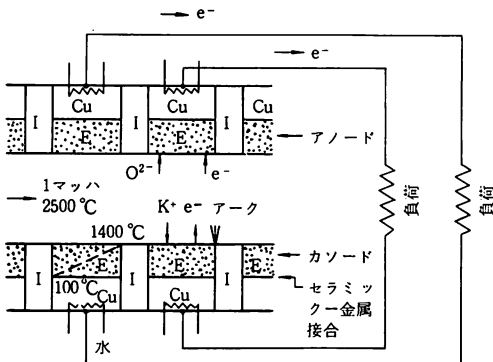 e⁻
e⁻
Cu
Cu
Cu
I
I
I
E
E
アノード
O²⁻
e⁻
1マッハ
2500℃
K⁺ e⁻ アーク
1400℃
カソード
I
E
I
E
I
E
100℃
Cu
Cu
セラミッ
クー金属
接合
水
負荷
負荷